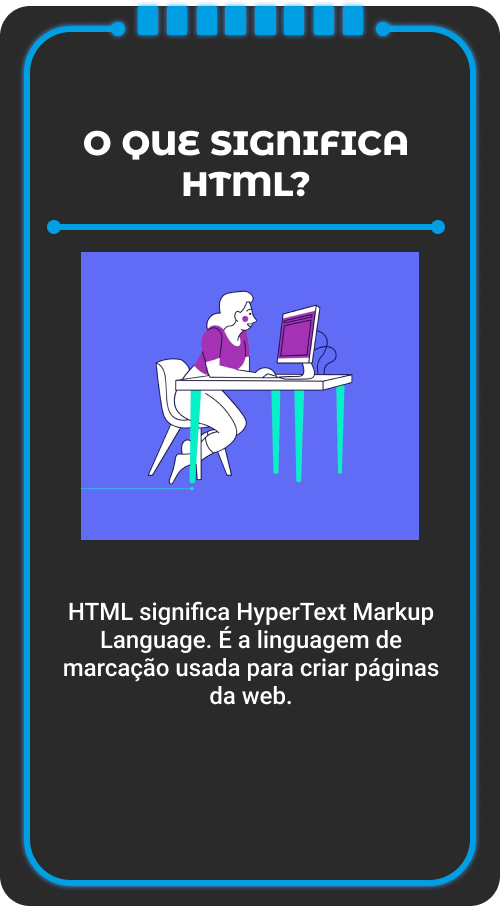 O QUE SIGNIFICA
HTML?
HTML significa HyperText Markup
Language. É a linguagem de
marcação usada para criar páginas
da web.